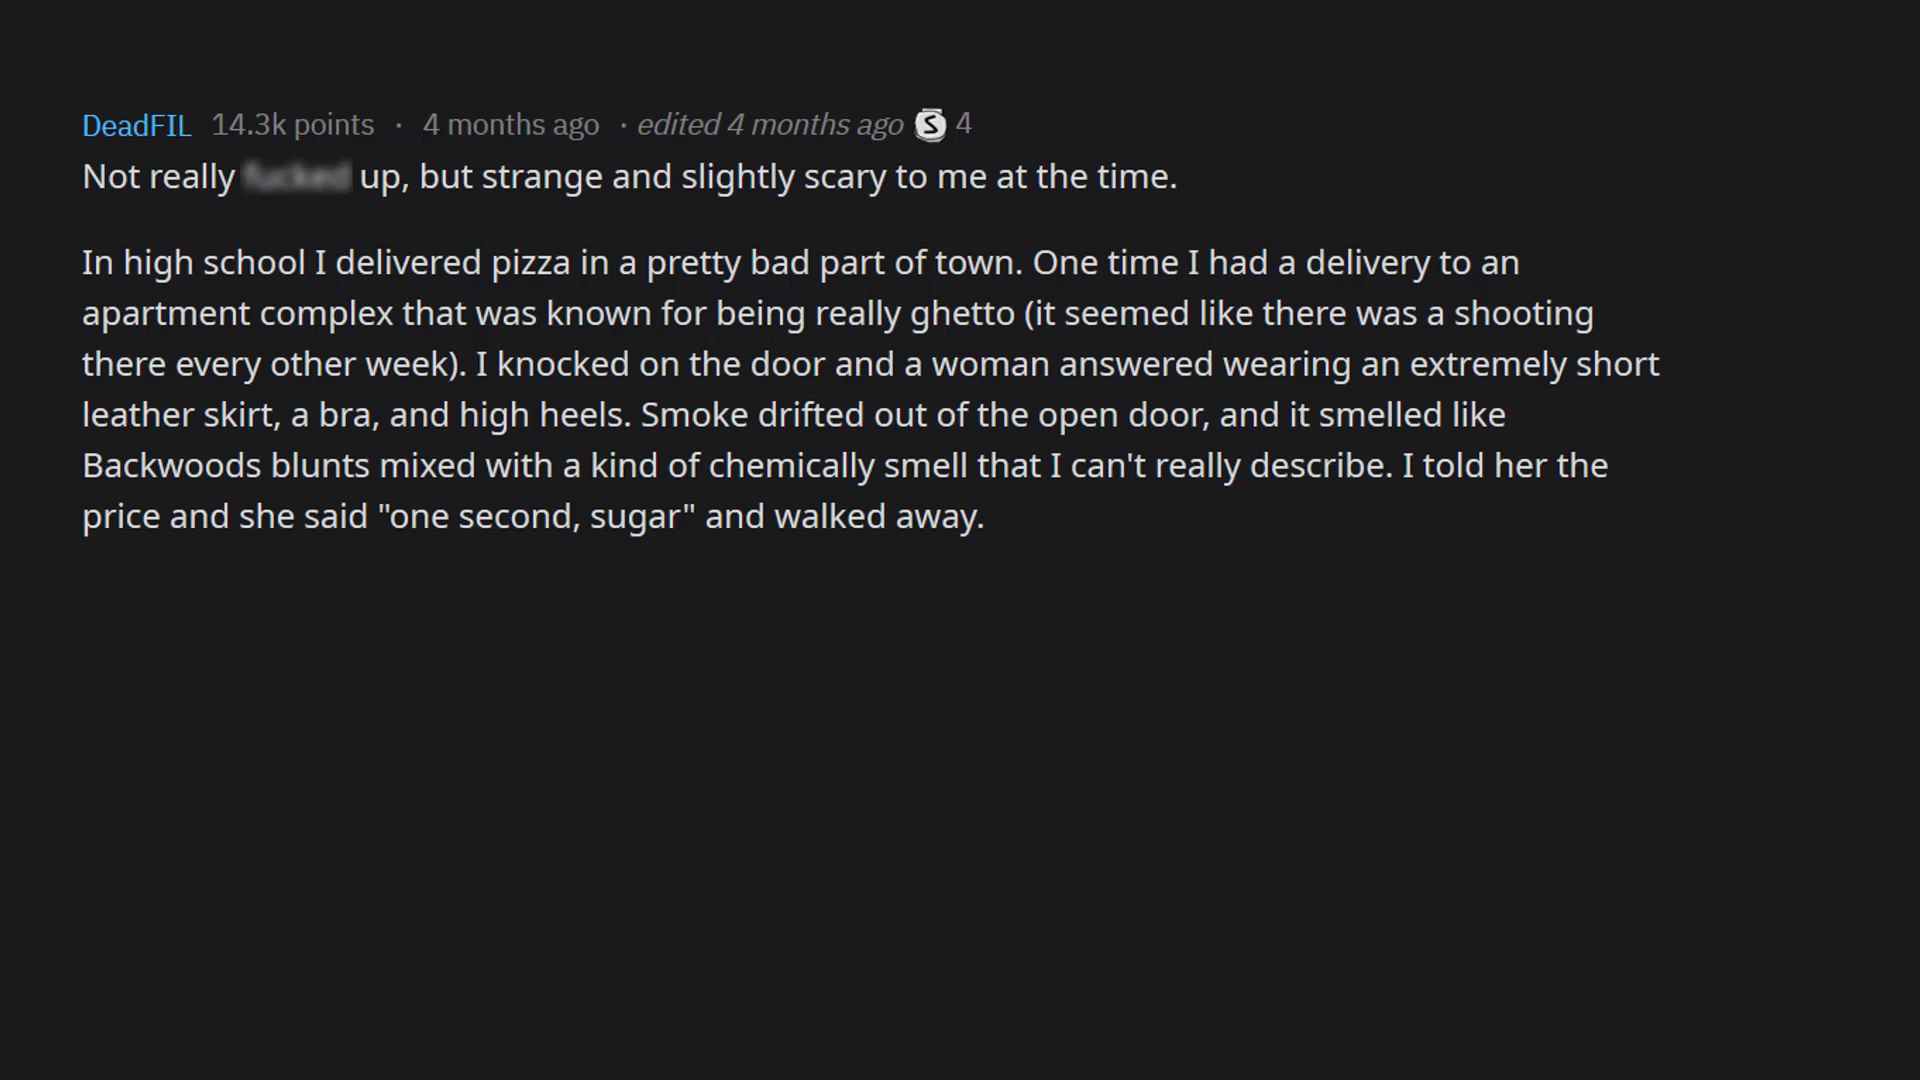 DeadFIL 14.3k points · 4 months ago · edited 4 months ago S 4
Not really fucked up, but strange and slightly scary to me at the time.
In high school I delivered pizza in a pretty bad part of town. One time I had a delivery to an
apartment complex that was known for being really ghetto (it seemed like there was a shooting
there every other week). I knocked on the door and a woman answered wearing an extremely short
leather skirt, a bra, and high heels. Smoke drifted out of the open door, and it smelled like
Backwoods blunts mixed with a kind of chemically smell that I can't really describe. I told her the
price and she said "one second, sugar" and walked away.